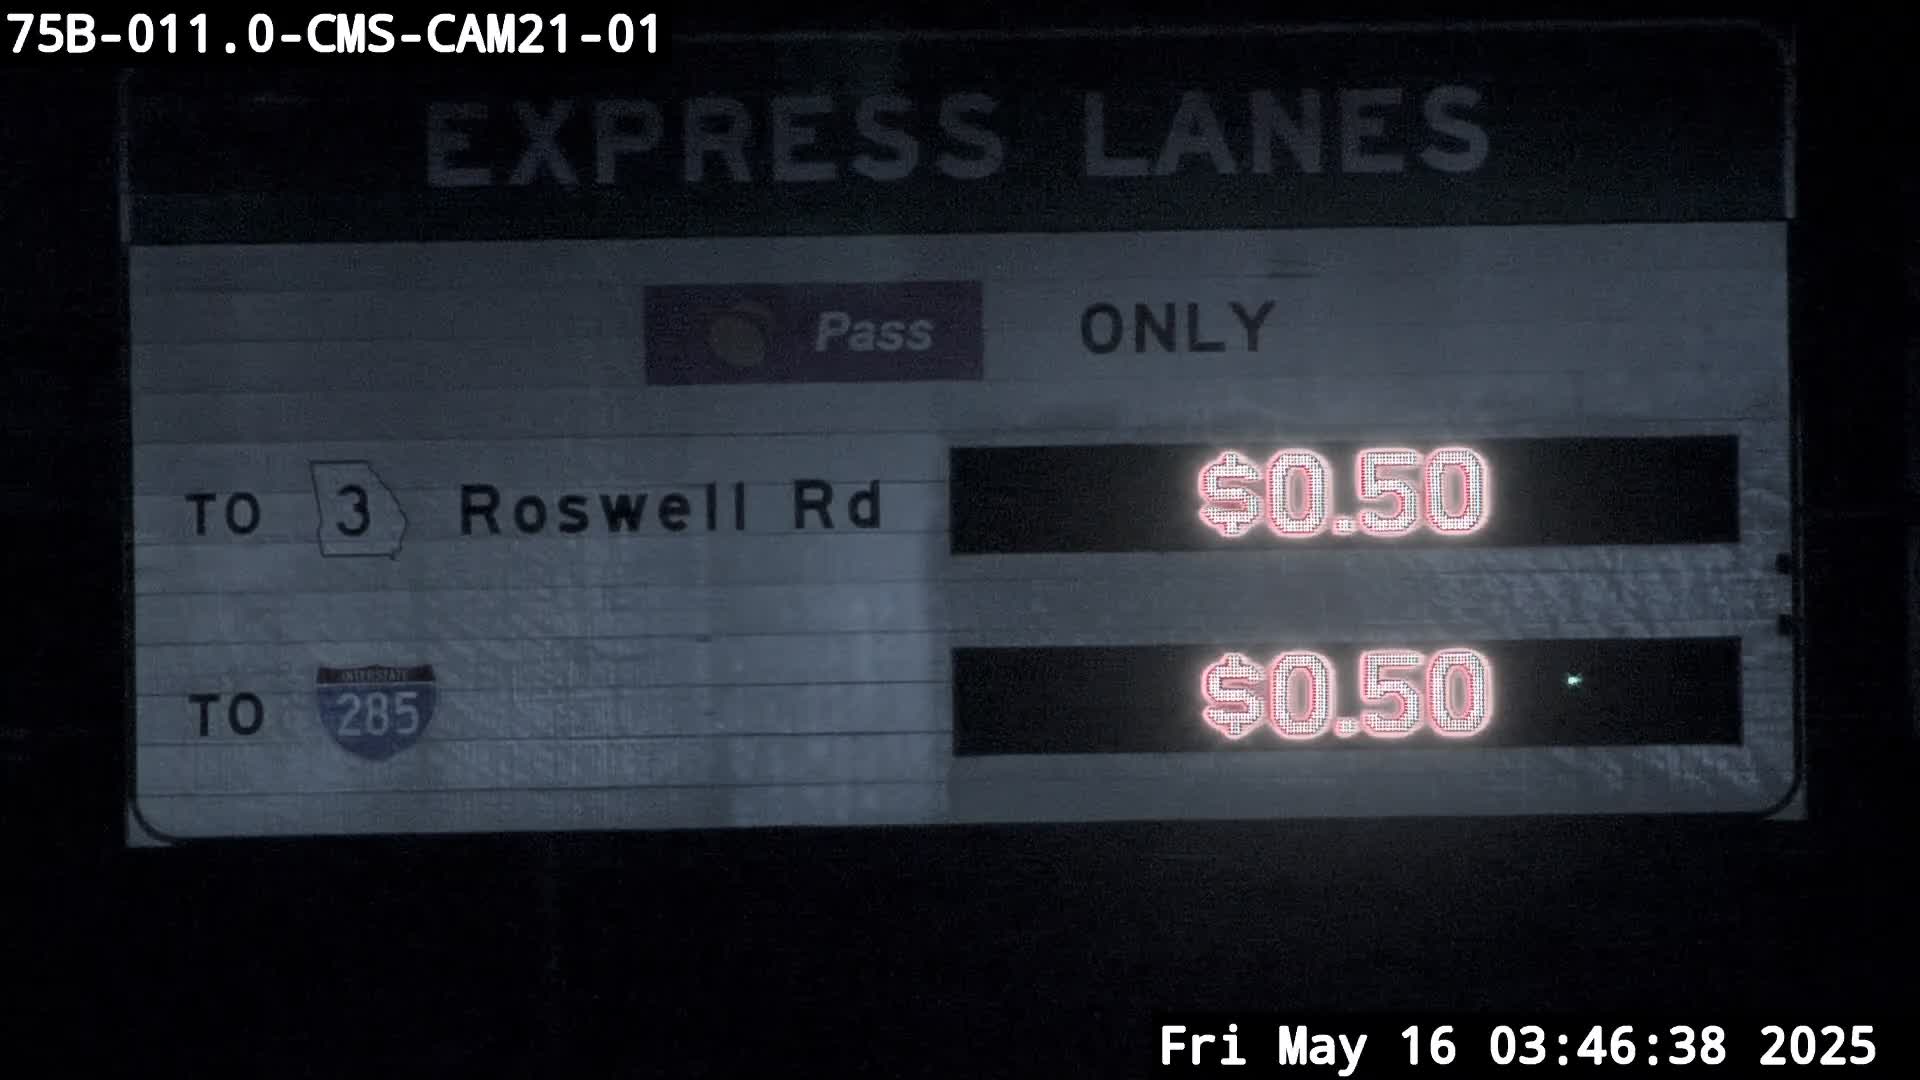 75B-011.0-CMS-CAM21-01
EXPRESS LANES
Pass ONLY
TO 3 Roswell Rd $0.50
TO INTERSTATE 285 $0.50
Fri May 16 03:46:38 2025